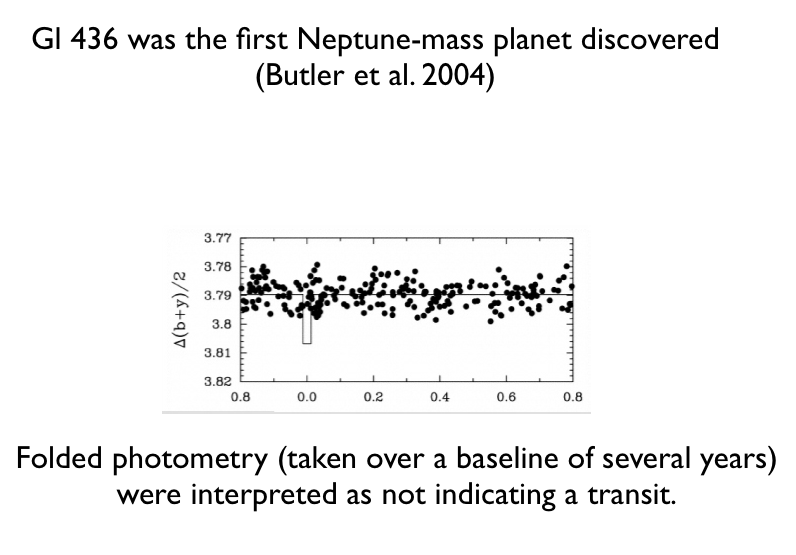 Gl 436 was the first Neptune-mass planet discovered
(Butler et al. 2004)
3.77
3.78
3.79
3.8
3.81
3.82
Δ(b+y)/2
0.8 0.0 0.2 0.4 0.6 0.8
Folded photometry (taken over a baseline of several years)
were interpreted as not indicating a transit.